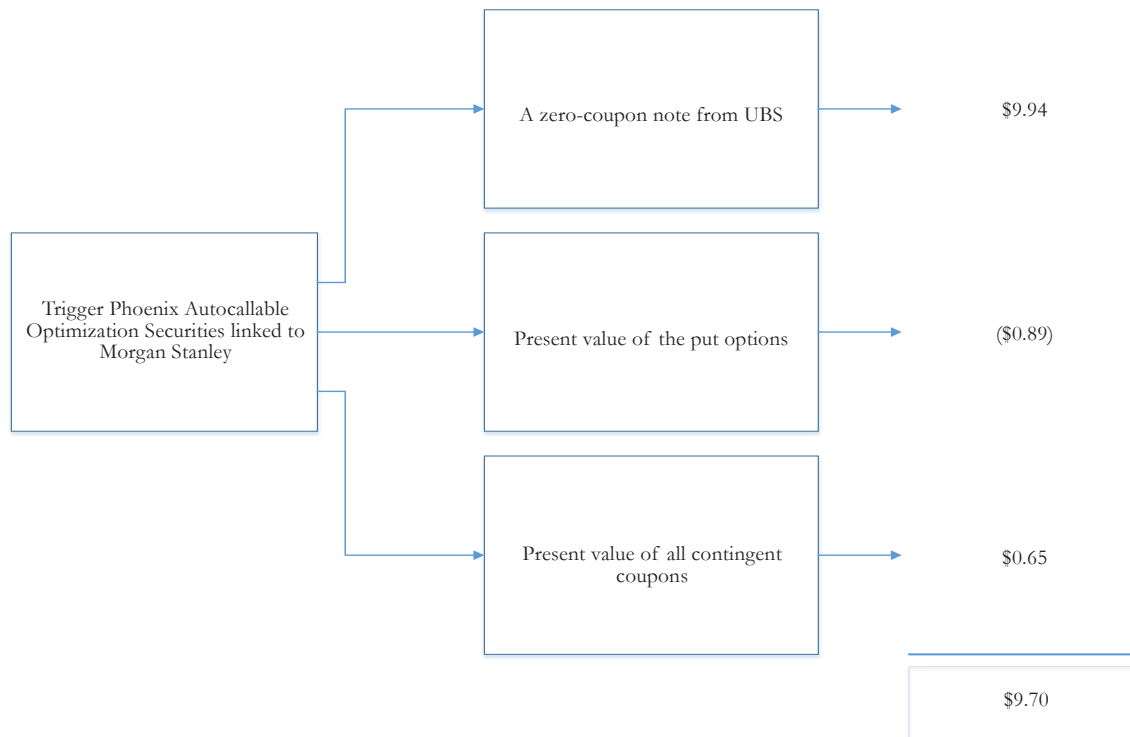 A zero-coupon note from UBS
$9.94
Trigger Phoenix Autocallable
Optimization Securities linked to
Morgan Stanley
Present value of the put options
($0.89)
Present value of all contingent
coupons
$0.65
$9.70